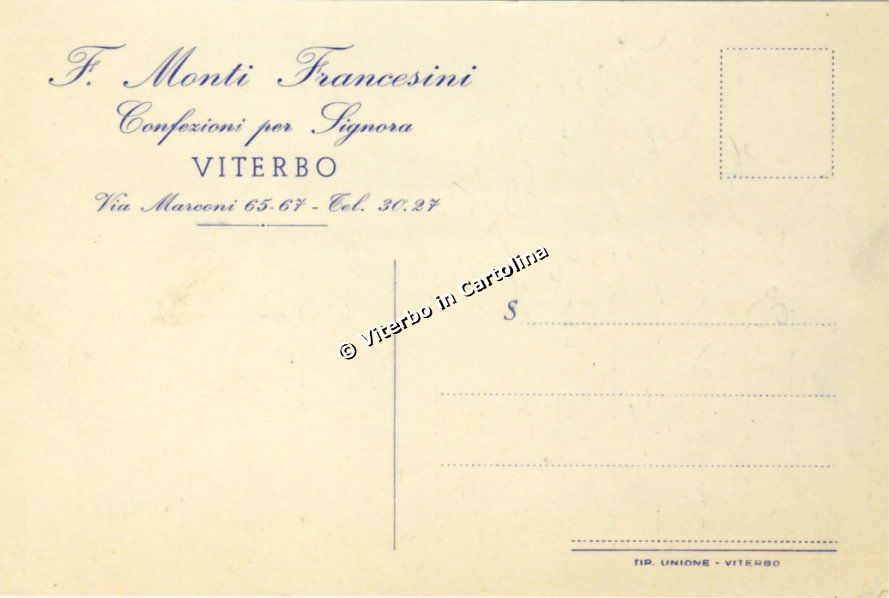 F. Monti Francesini
Confezioni per Signora
VITERBO
Via Marconi 65-67 - Tel. 30.27
© Viterbo in Cartolina
S
TIP. UNIONE - VITERBO